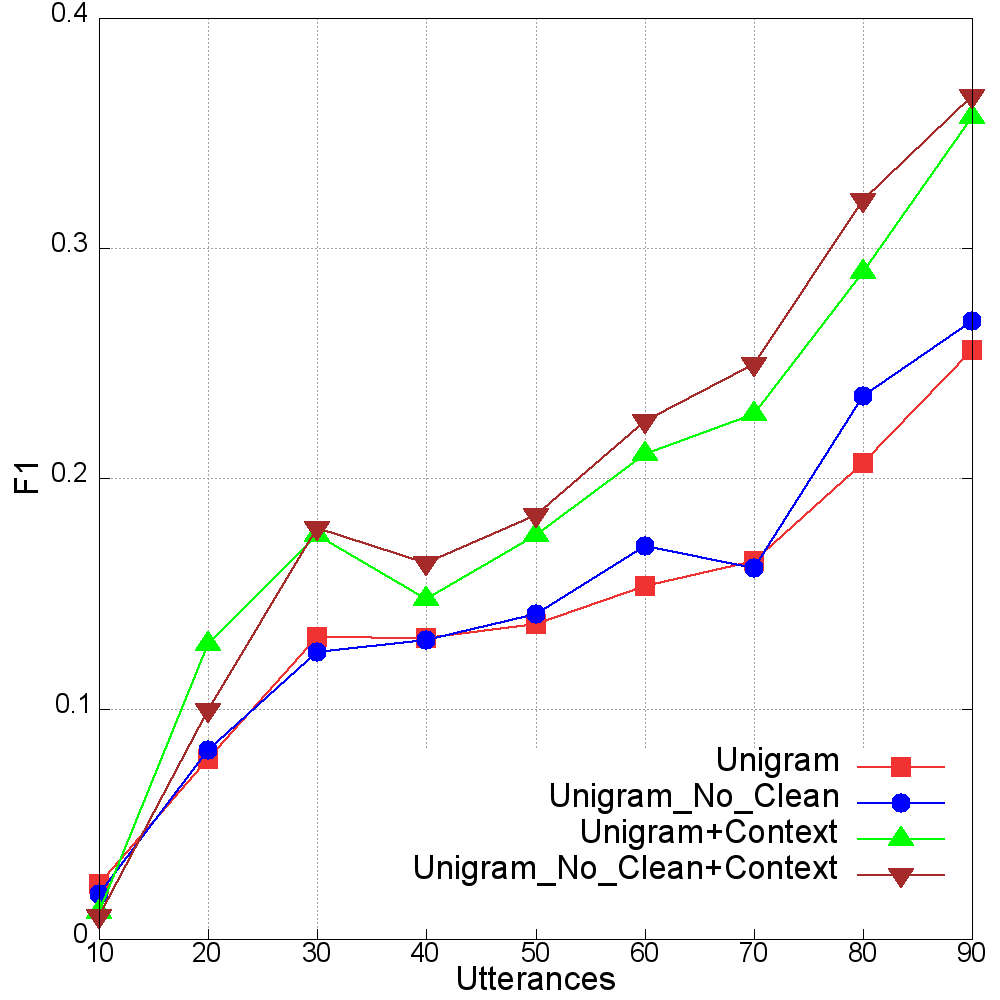 0.4
0.3
0.2
0.1
0
F1
Unigram
Unigram_No_Clean
Unigram+Context
Unigram_No_Clean+Context
10 20 30 40 50 60 70 80 90
Utterances